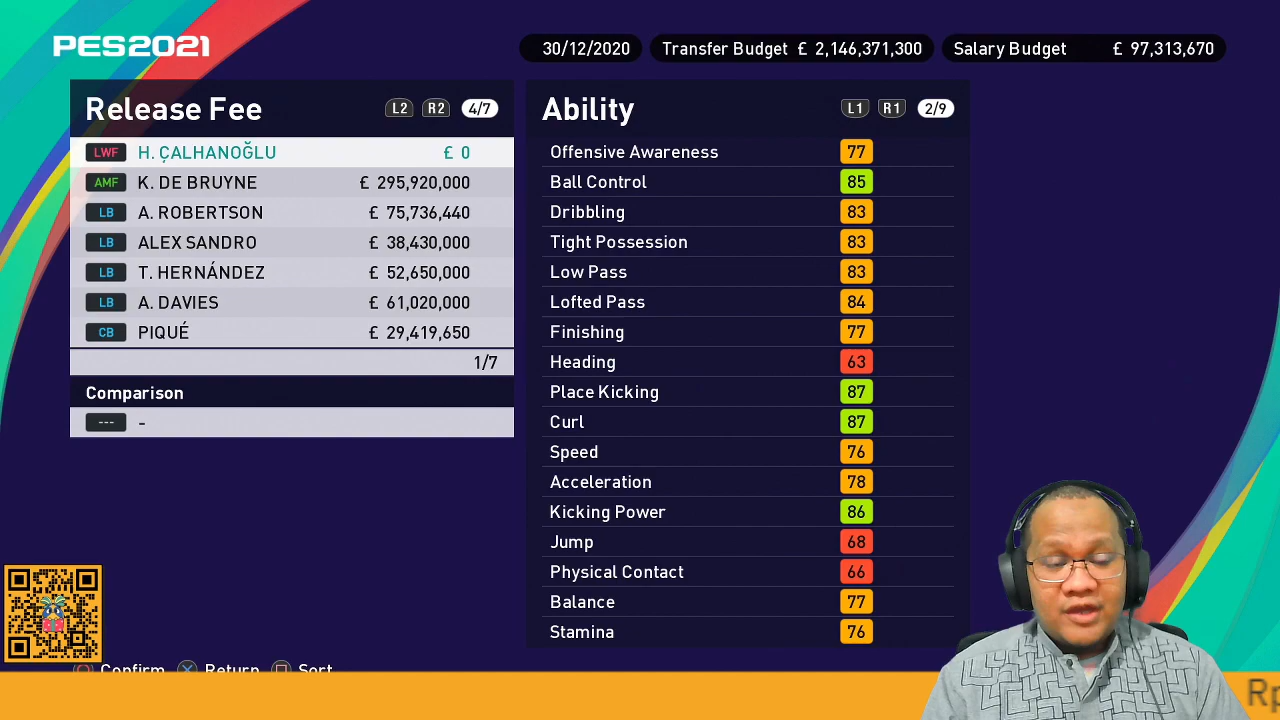 PES2021
30/12/2020 Transfer Budget £ 2,146,371,300 Salary Budget £ 97,313,670
Release Fee L2 R2 4/7
LWF H. ÇALHANOĞLU £ 0
AMF K. DE BRUYNE £ 295,920,000
LB A. ROBERTSON £ 75,736,440
LB ALEX SANDRO £ 38,430,000
LB T. HERNÁNDEZ £ 52,650,000
LB A. DAVIES £ 61,020,000
CB PIQUÉ £ 29,419,650
1/7
Comparison
--- -
Ability L1 R1 2/9
Offensive Awareness 77
Ball Control 85
Dribbling 83
Tight Possession 83
Low Pass 83
Lofted Pass 84
Finishing 77
Heading 63
Place Kicking 87
Curl 87
Speed 76
Acceleration 78
Kicking Power 86
Jump 68
Physical Contact 66
Balance 77
Stamina 76
Confirm Return Sort
Rp